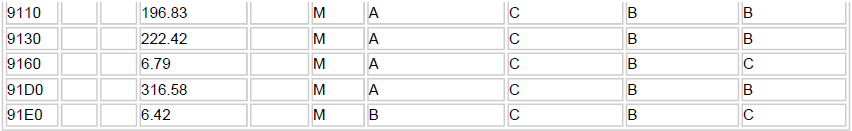 9110 196.83 M A C B B
9130 222.42 M A C B B
9160 6.79 M A C B C
91D0 316.58 M A C B B
91E0 6.42 M B C B C